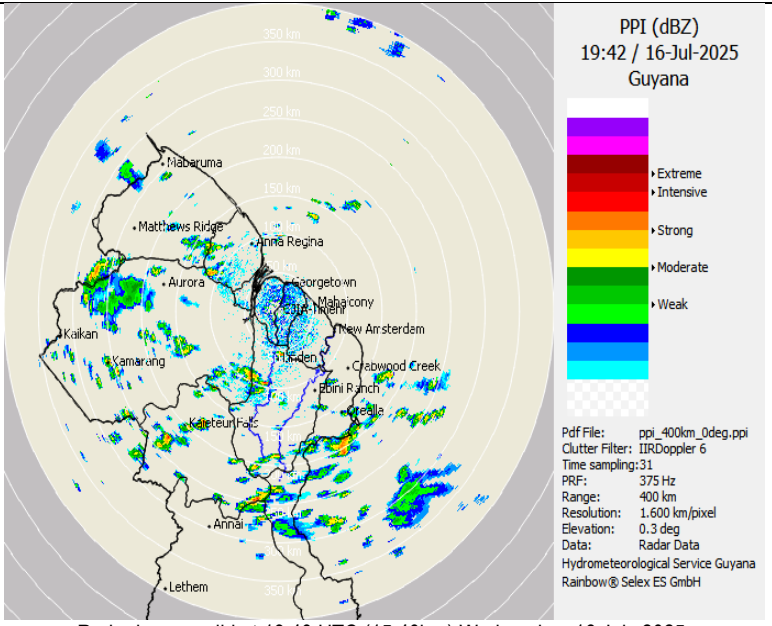 PPI (dBZ)
19:42 / 16-Jul-2025
Guyana
Extreme
Intensive
Strong
Moderate
Weak
Pdf File: ppi_400km_0deg.ppi
Clutter Filter: IIRDoppler 6
Time sampling:31
PRF: 375 Hz
Range: 400 km
Resolution: 1.600 km/pixel
Elevation: 0.3 deg
Data: Radar Data
Hydrometeorological Service Guyana
Rainbow® Selex ES GmbH
350 km
300 km
250 km
200 km
150 km
Mabaruma
Matthews Ridge
Anna Regina
Aurora
Georgetown
Mahaicony
New Amsterdam
Kaikan
Kamarang
Linden
Crabwood Creek
Ebini Ranch
Orealla
Kaieteur Falls
Annai
300 km
350 km
Lethem